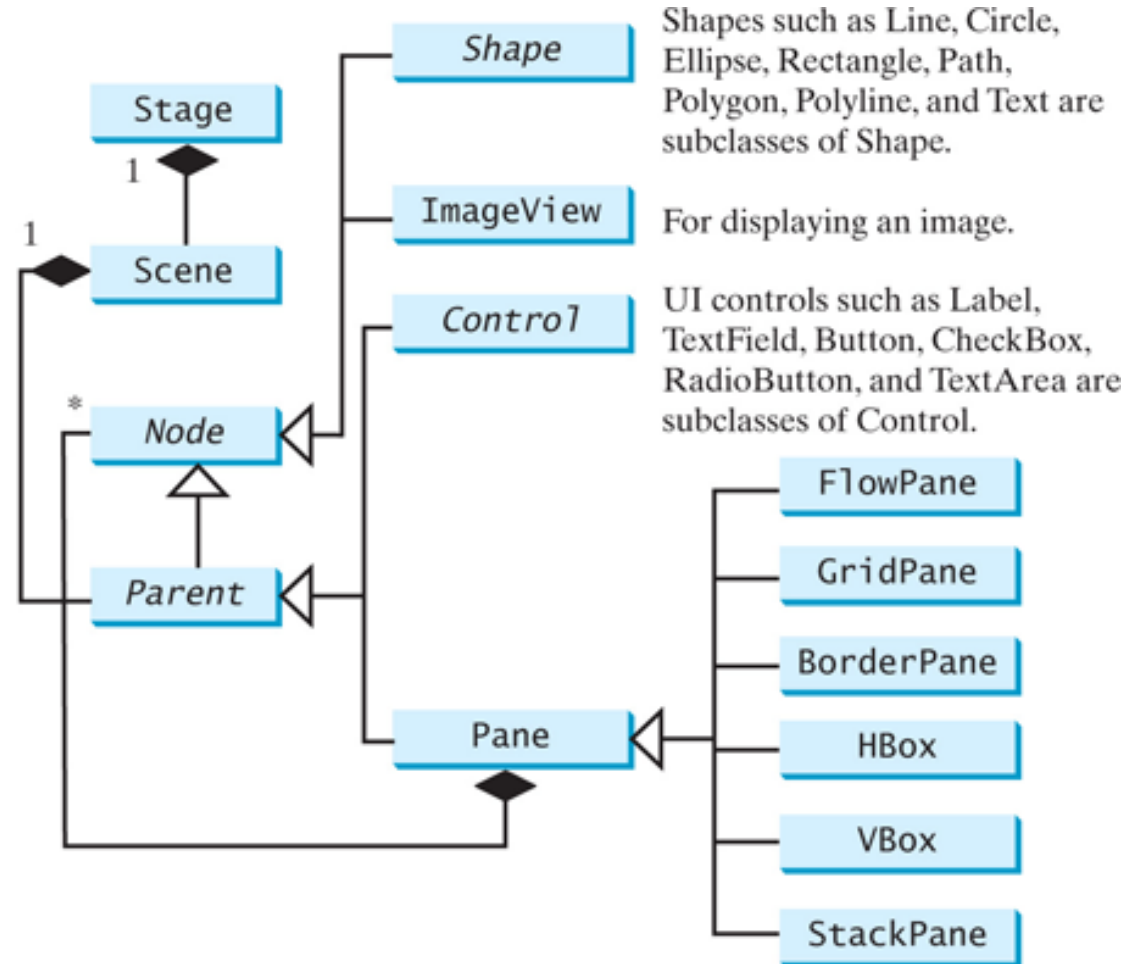 Shape
Shapes such as Line, Circle,
Ellipse, Rectangle, Path,
Polygon, Polyline, and Text are
subclasses of Shape.
Stage
1
ImageView
For displaying an image.
1
Scene
Control
UI controls such as Label,
TextField, Button, CheckBox,
RadioButton, and TextArea are
subclasses of Control.
*
Node
FlowPane
Parent
GridPane
BorderPane
Pane
HBox
VBox
StackPane